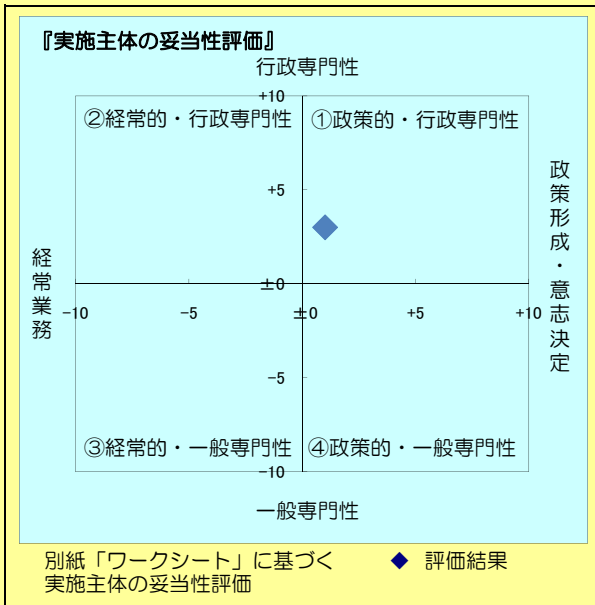 『実施主体の妥当性評価』
行政専門性
+10
②経常的・行政専門性
①政策的・行政専門性
+5
政策形成・意志決定
経常業務
±0
-10
-5
±0
+5
+10
-5
③経常的・一般専門性
④政策的・一般専門性
-10
一般専門性
別紙「ワークシート」に基づく
実施主体の妥当性評価
◆ 評価結果